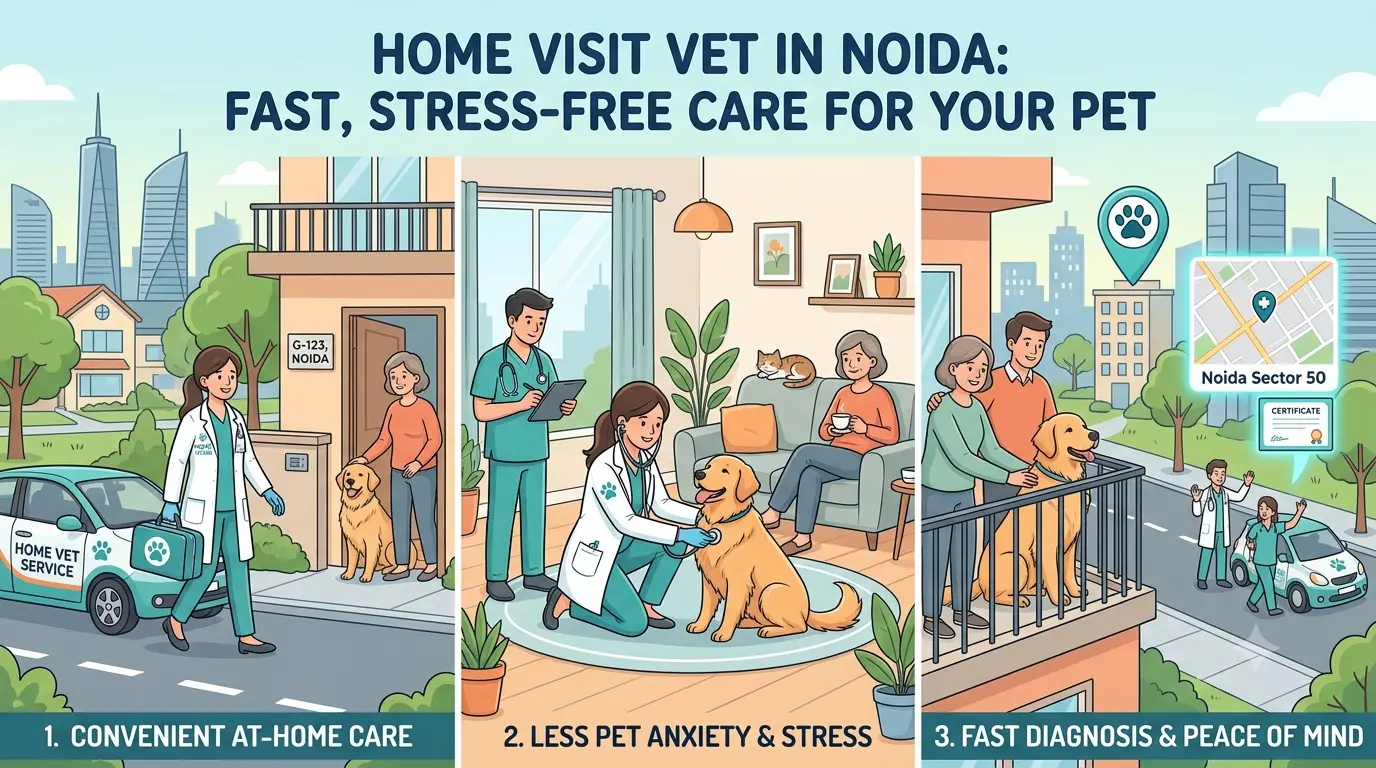 HOME VISIT VET IN NOIDA:
FAST, STRESS-FREE CARE FOR YOUR PET
G-123,
NOIDA
HOME VET
SERVICE
1. CONVENIENT AT-HOME CARE
2. LESS PET ANXIETY & STRESS
Noida Sector 50
CERTIFICATE
3. FAST DIAGNOSIS & PEACE OF MIND